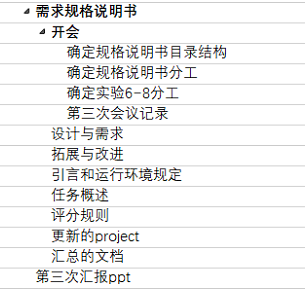 需求规格说明书
开会
确定规格说明书目录结构
确定规格说明书分工
确定实验6-8分工
第三次会议记录
设计与需求
拓展与改进
引言和运行环境规定
任务概述
评分规则
更新的project
汇总的文档
第三次汇报ppt